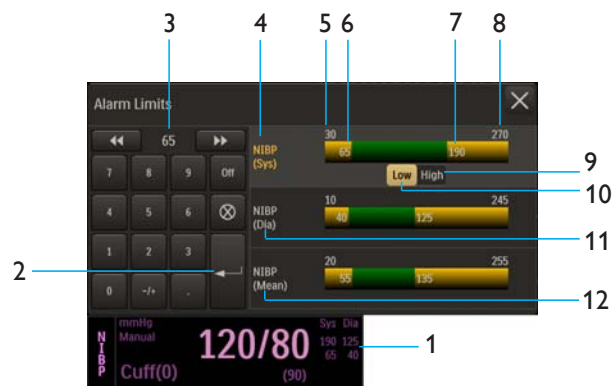 3 4 5 6 7 8
Alarm Limits
65
7 8 9 Off
4 5 6
1 2 3
0 -/+ .
NIBP
(Sys)
30 270
65 190
Low High
NIBP
(Dia)
10 245
40 125
NIBP
(Mean)
20 255
55 135
9
10
11
12
2
NIBP
mmHg
Manual
120/80
Sys Dia
190 125
65 40
Cuff(0)
(90)
1